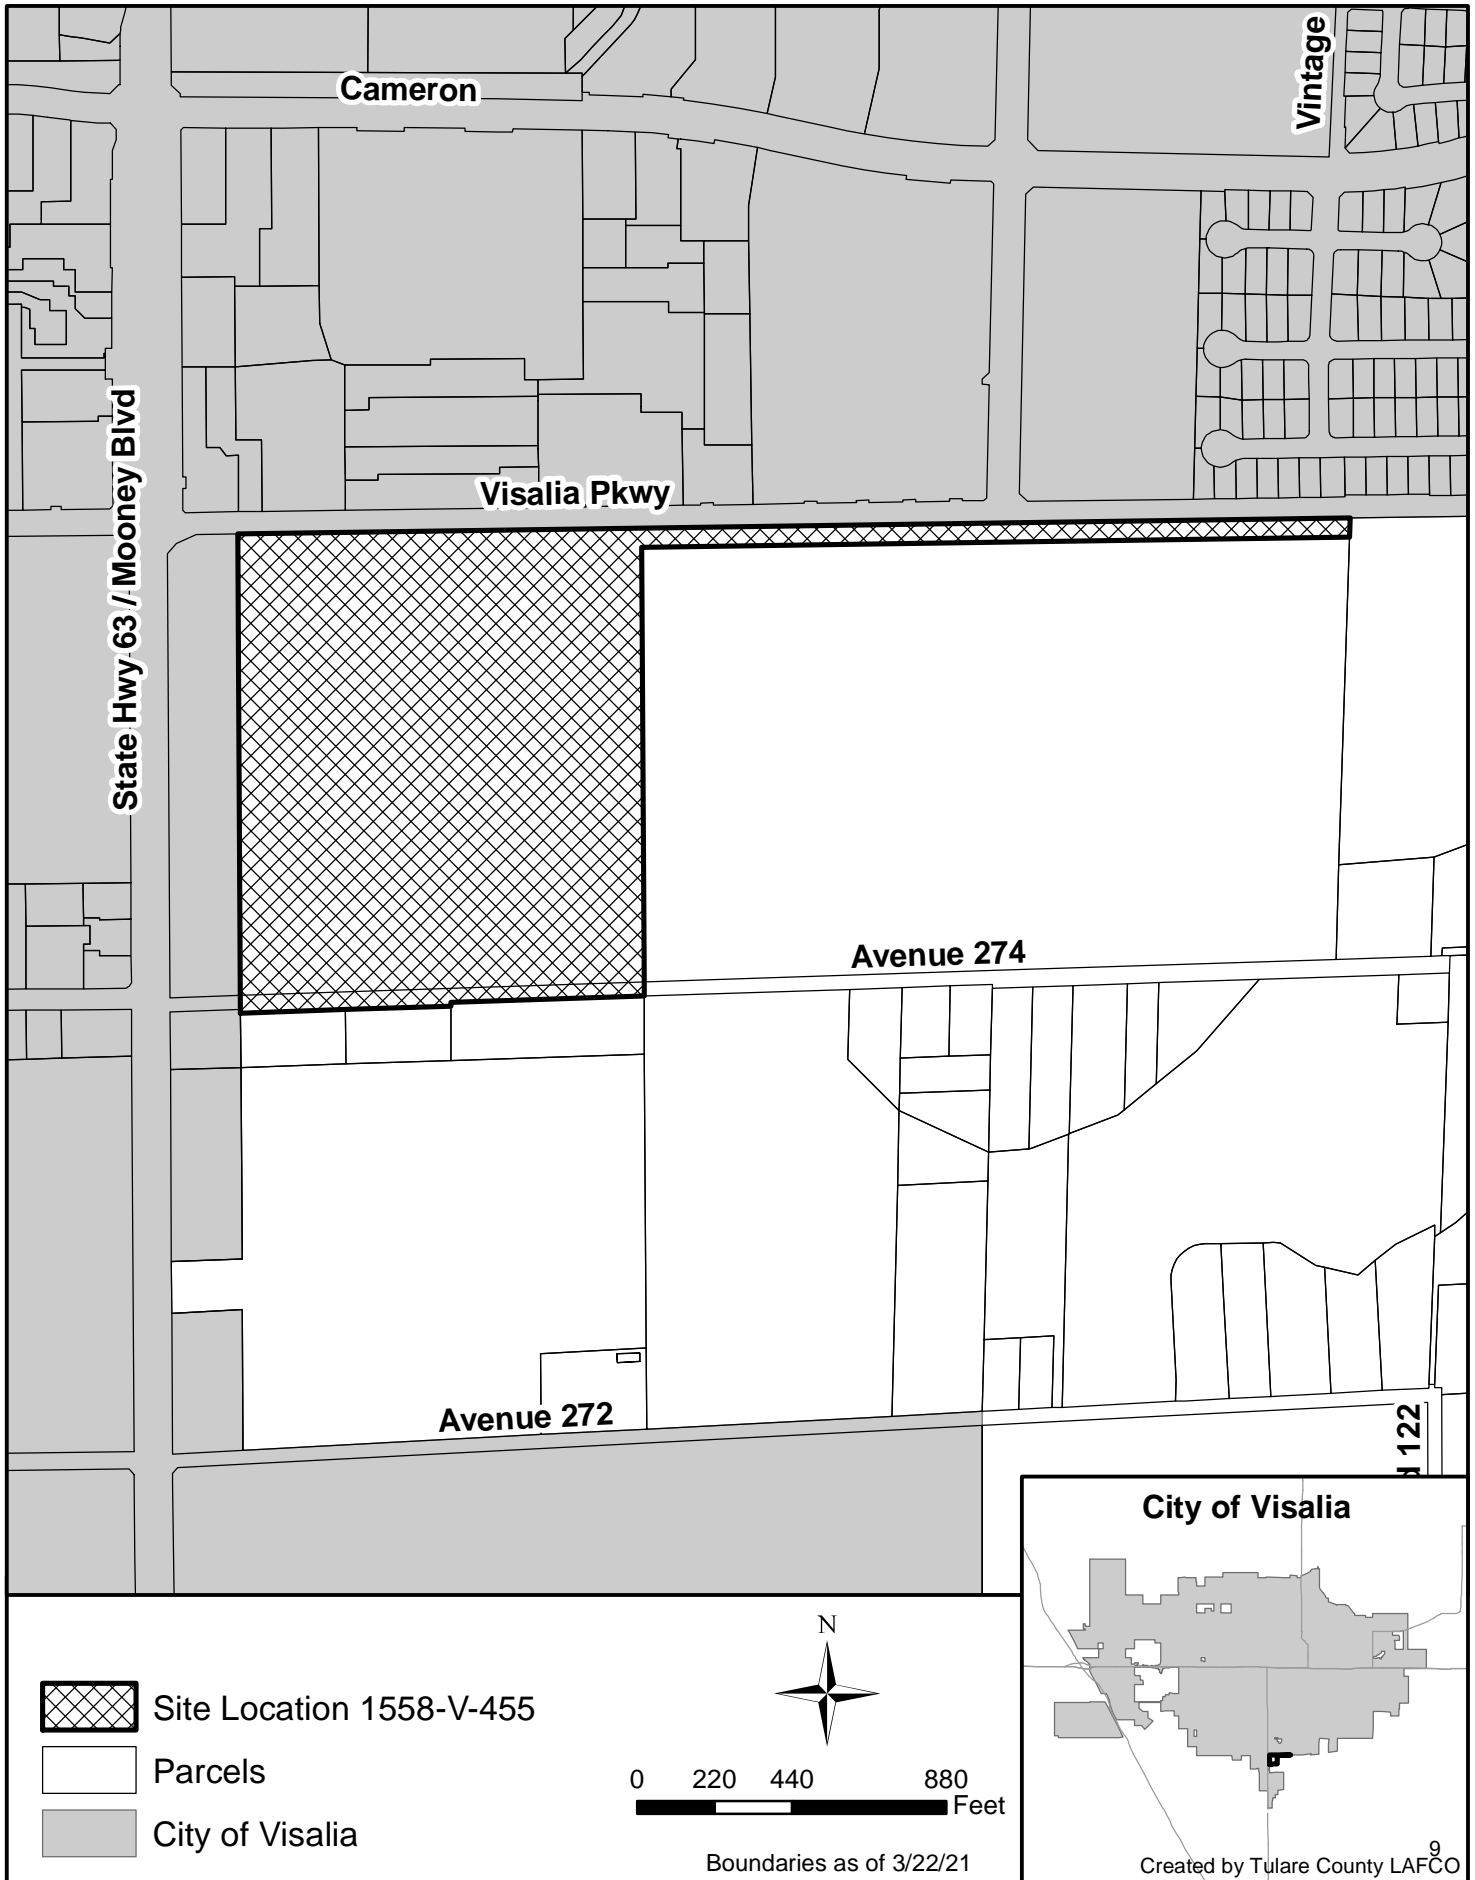 Cameron
Vintage
State Hwy 63 / Mooney Blvd
Visalia Pkwy
Avenue 274
Avenue 272
d 122
City of Visalia
N
Site Location 1558-V-455
Parcels
City of Visalia
0 220 440 880
Feet
Boundaries as of 3/22/21
9
Created by Tulare County LAFCO